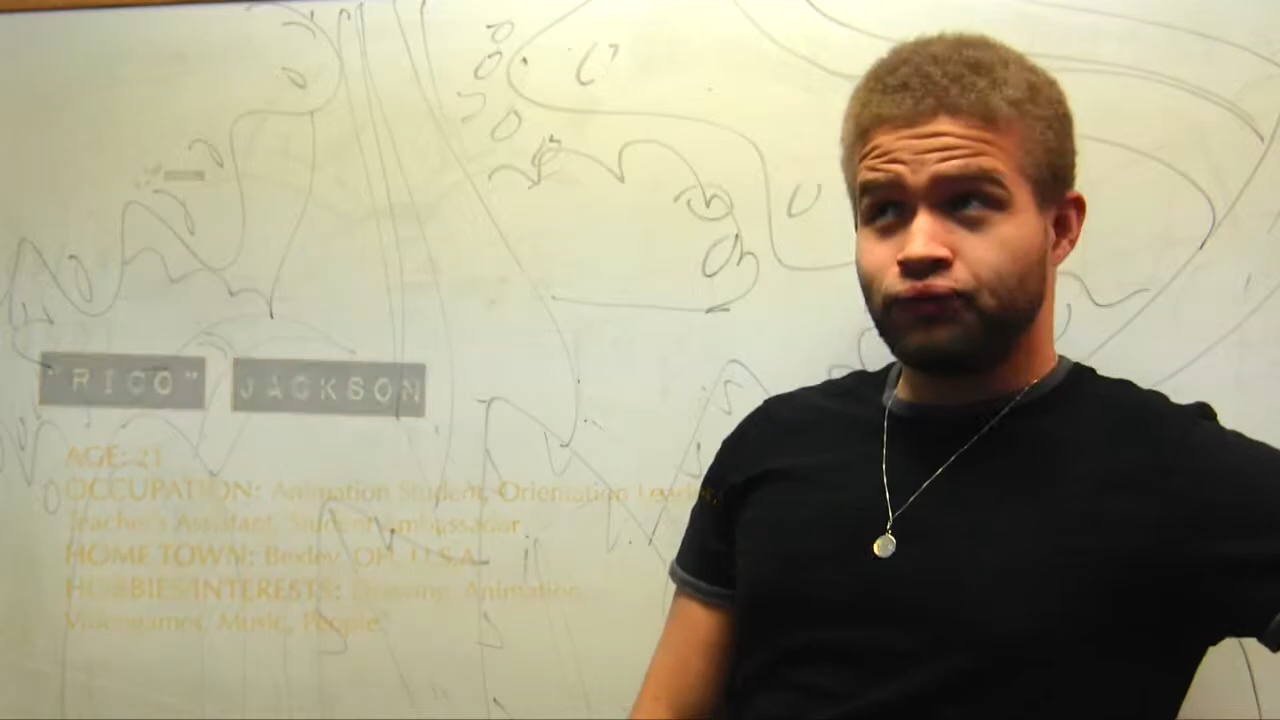 "RICO" JACKSON
AGE: 21
OCCUPATION: Animation Student, Orientation Leader,
Teacher's Assistant, Student Ambassador
HOME TOWN: Bexley, OH, U.S.A.
HOBBIES/INTERESTS: Drawing, Animation,
Videogames, Music, People